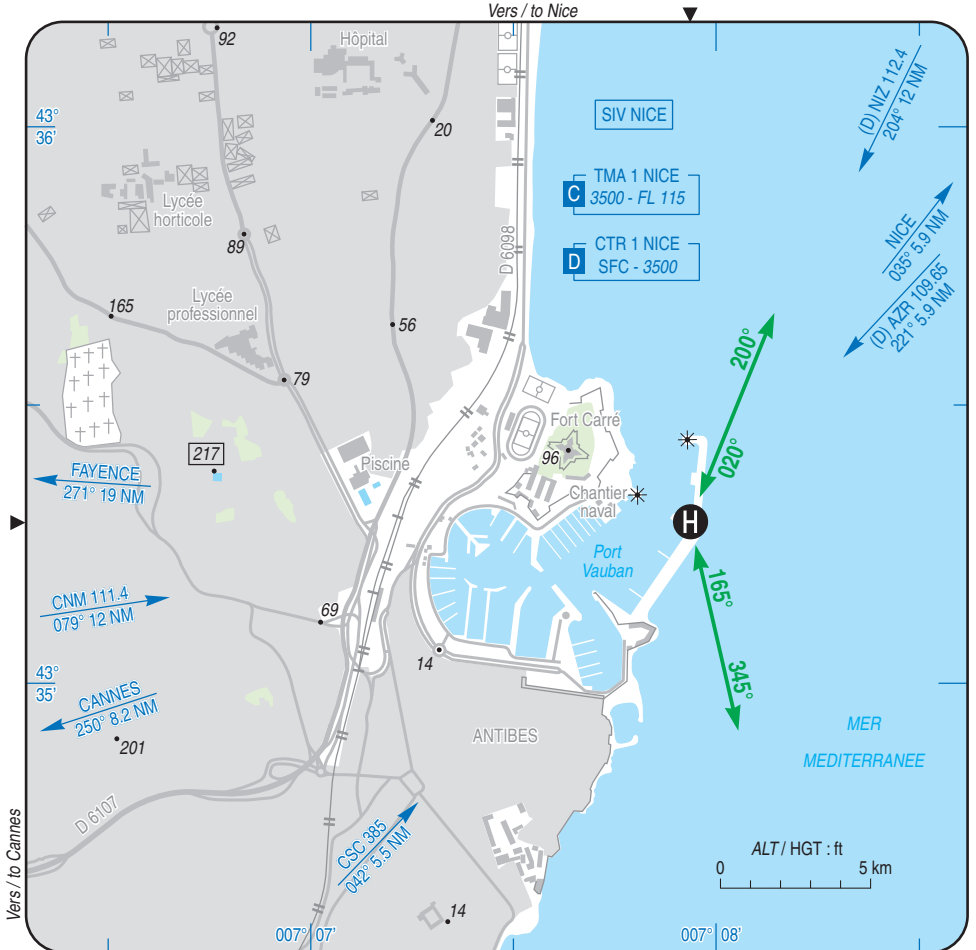 Vers / to Nice
92
Hôpital
43°
36'
20
SIV NICE
(D) NIZ 112.4
204° 12 NM
C
TMA 1 NICE
3500 - FL 115
Lycée
horticole
89
D 6098
D
CTR 1 NICE
SFC - 3500
NICE
035° 5.9 NM
(D) AZR 109.65
221° 5.9 NM
165
Lycée
professionnel
56
79
200°
020°
Fort Carré
96
217
Piscine
FAYENCE
271° 19 NM
Chantier
naval
H
Port
Vauban
165°
345°
CNM 111.4
079° 12 NM
69
14
43°
35'
CANNES
250° 8.2 NM
201
ANTIBES
MER
MEDITERRANEE
D 6107
CSC 385
042° 5.5 NM
ALT / HGT : ft
0
5 km
Vers / to Cannes
14
007° 07'
007° 08'